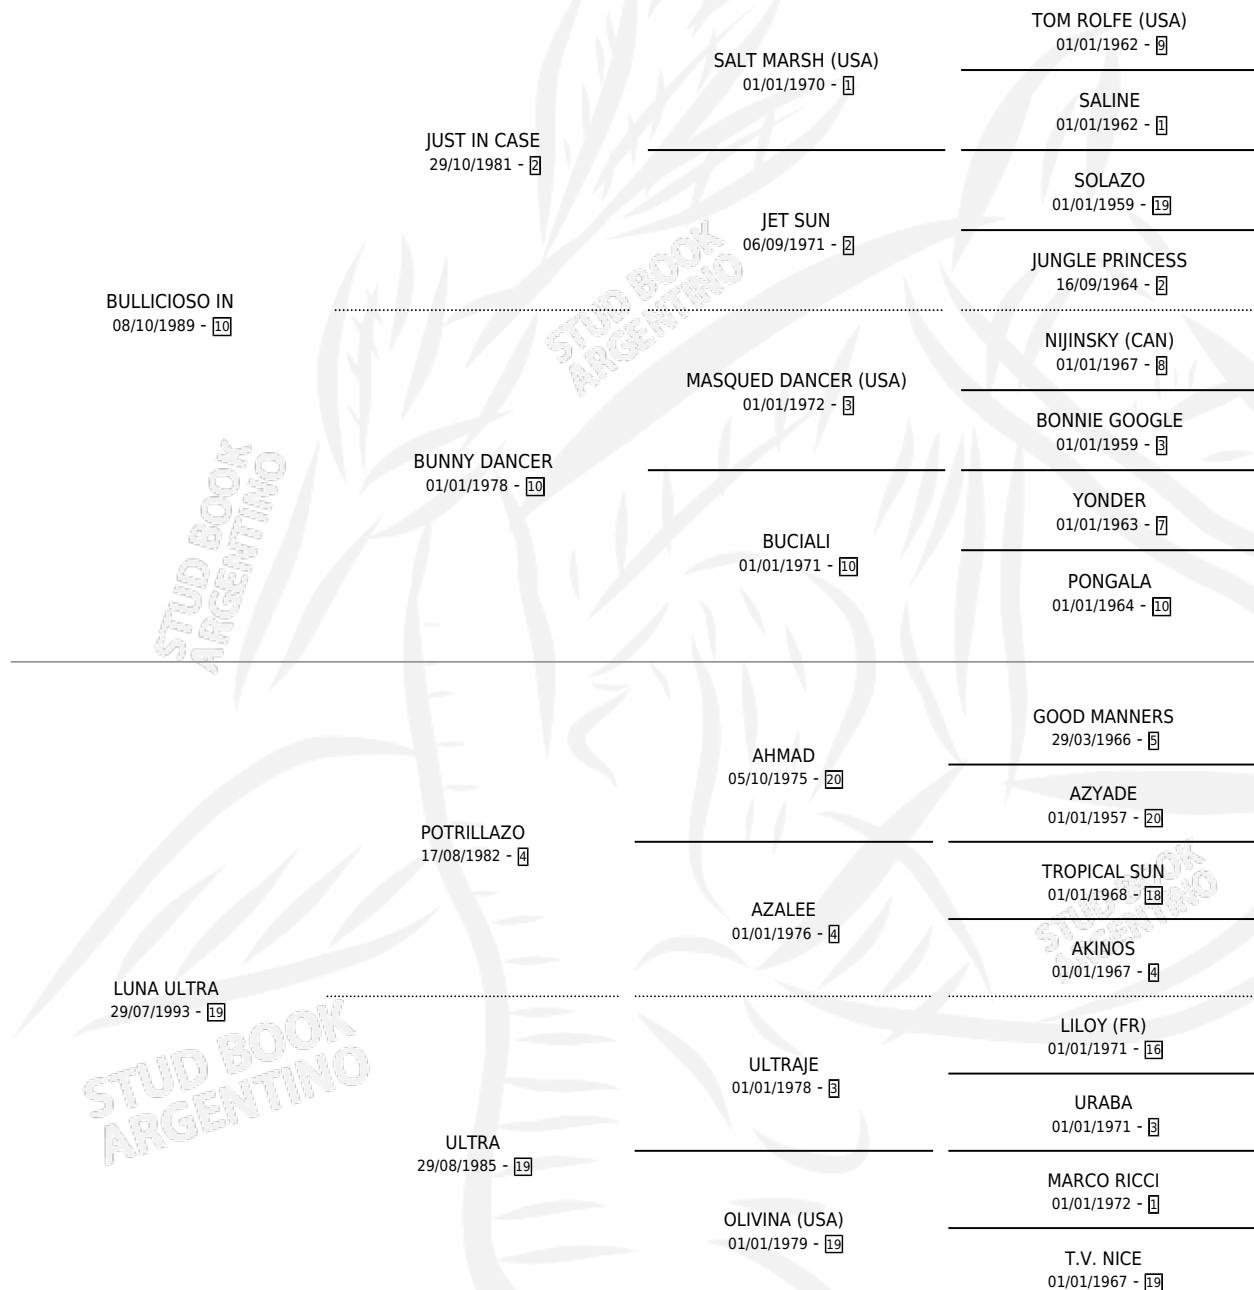 TOM ROLFE (USA)
01/01/1962 - 9
SALT MARSH (USA)
01/01/1970 - 1
SALINE
01/01/1962 - 1
JUST IN CASE
29/10/1981 - 2
SOLAZO
01/01/1959 - 19
JET SUN
06/09/1971 - 2
JUNGLE PRINCESS
16/09/1964 - 2
BULLICIOSO IN
08/10/1989 - 10
NIJINSKY (CAN)
01/01/1967 - 8
MASQUED DANCER (USA)
01/01/1972 - 3
BONNIE GOOGLE
01/01/1959 - 3
BUNNY DANCER
01/01/1978 - 10
YONDER
01/01/1963 - 7
BUCIALI
01/01/1971 - 10
PONGALA
01/01/1964 - 10
STUD BOOK
ARGENTINO
STUD BOOK
ARGENTINO
GOOD MANNERS
29/03/1966 - 5
AHMAD
05/10/1975 - 20
AZYADE
01/01/1957 - 20
POTRILLAZO
17/08/1982 - 4
TROPICAL SUN
01/01/1968 - 18
AZALEE
01/01/1976 - 4
AKINOS
01/01/1967 - 4
STUD BOOK
ARGENTINO
LUNA ULTRA
29/07/1993 - 19
LILOY (FR)
01/01/1971 - 16
ULTRAJE
01/01/1978 - 3
URABA
01/01/1971 - 3
ULTRA
29/08/1985 - 19
MARCO RICCI
01/01/1972 - 1
OLIVINA (USA)
01/01/1979 - 19
T.V. NICE
01/01/1967 - 19
STUD BOOK
ARGENTINO